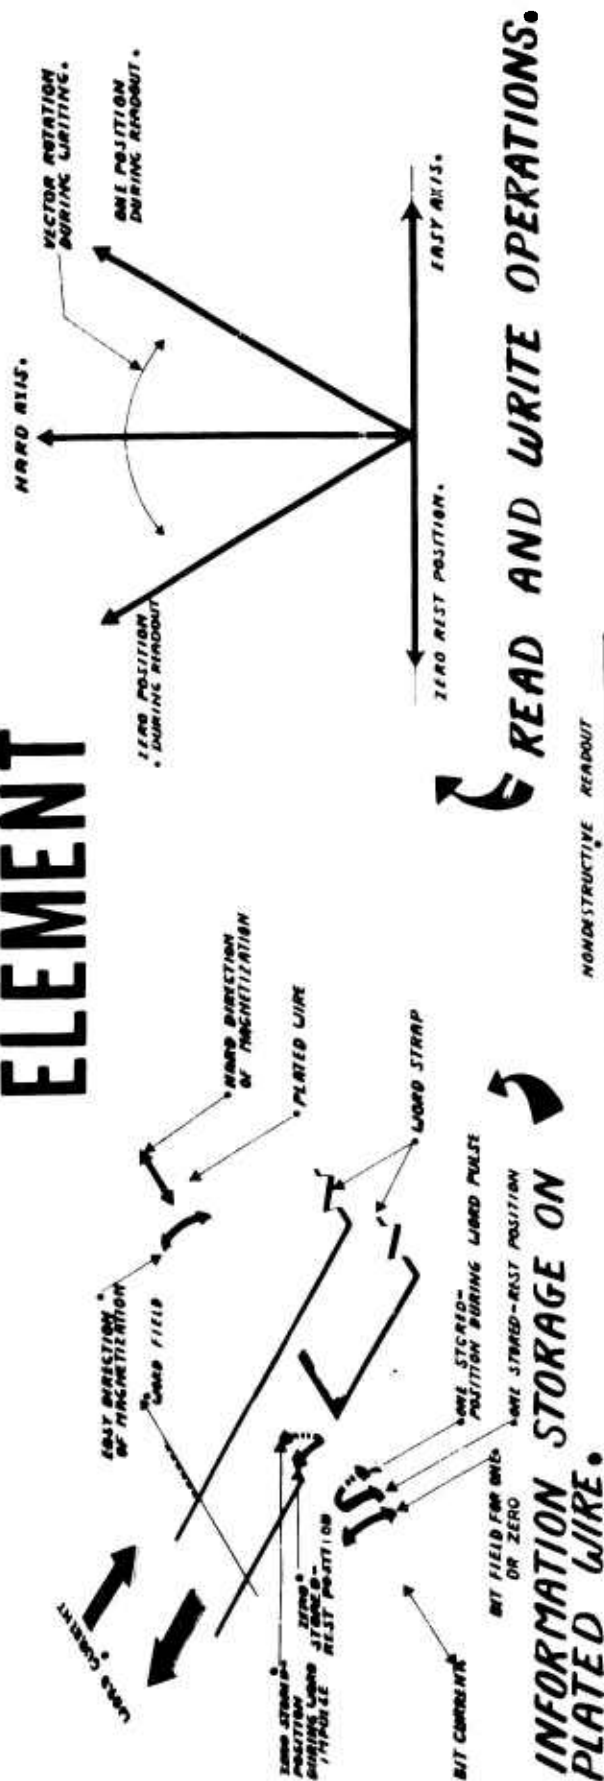 ELEMENT
WORD CURRENT
EASY DIRECTION
OF MAGNETIZATION
WORD FIELD
HARD DIRECTION
OF MAGNETIZATION
PLATED WIRE
WORD STRAP
ZERO STORED-
POSITION
DURING WORD
IMPULSE
ZERO
STORED-
REST POSITION
ONE STORED-
POSITION DURING WORD PULSE
ONE STORED-REST POSITION
BIT FIELD FOR ONE
OR ZERO
BIT CURRENT
INFORMATION STORAGE ON
PLATED WIRE.
HARD AXIS.
VECTOR ROTATION
DURING WRITING.
ONE POSITION
DURING READOUT.
ZERO POSITION
DURING READOUT
ZERO REST POSITION.
EASY AXIS.
READ AND WRITE OPERATIONS.
NONDESTRUCTIVE READOUT